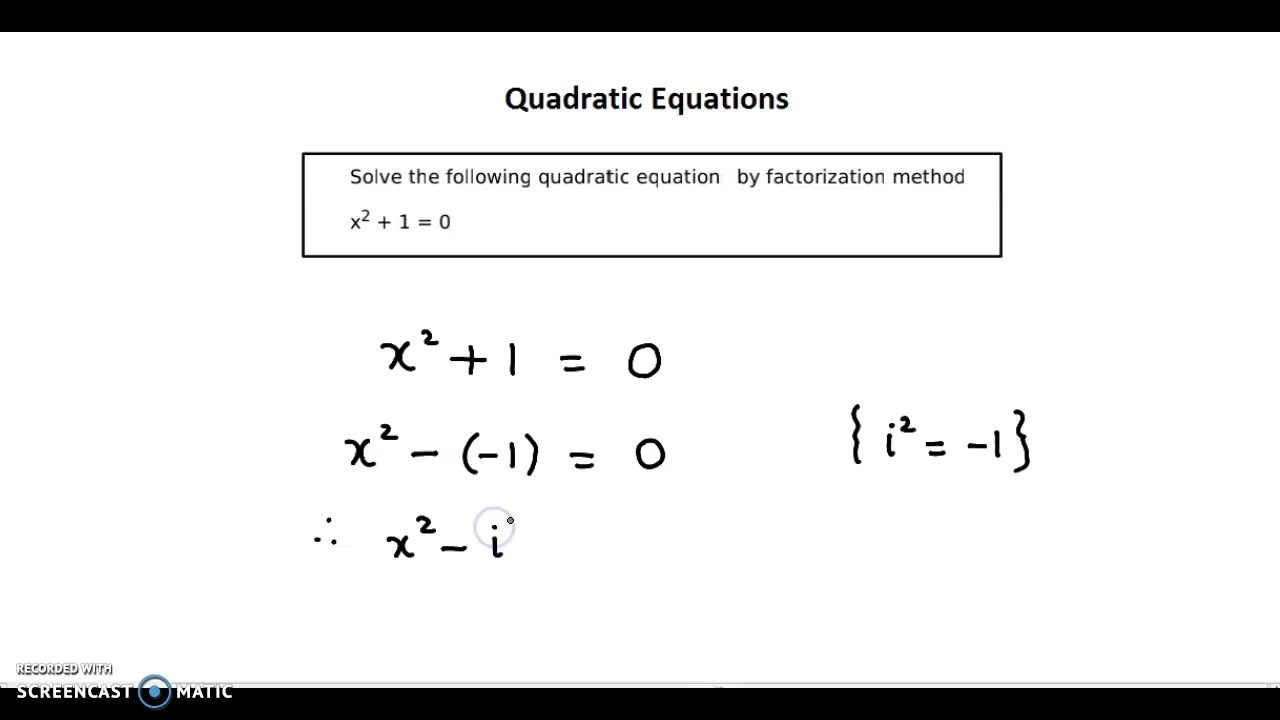 Quadratic Equations
Solve the following quadratic equation by factorization method
x² + 1 = 0
x² + 1 = 0
x² - (-1) = 0 { i² = -1 }
∴ x² - i
RECORDED WITH
SCREENCAST MATIC